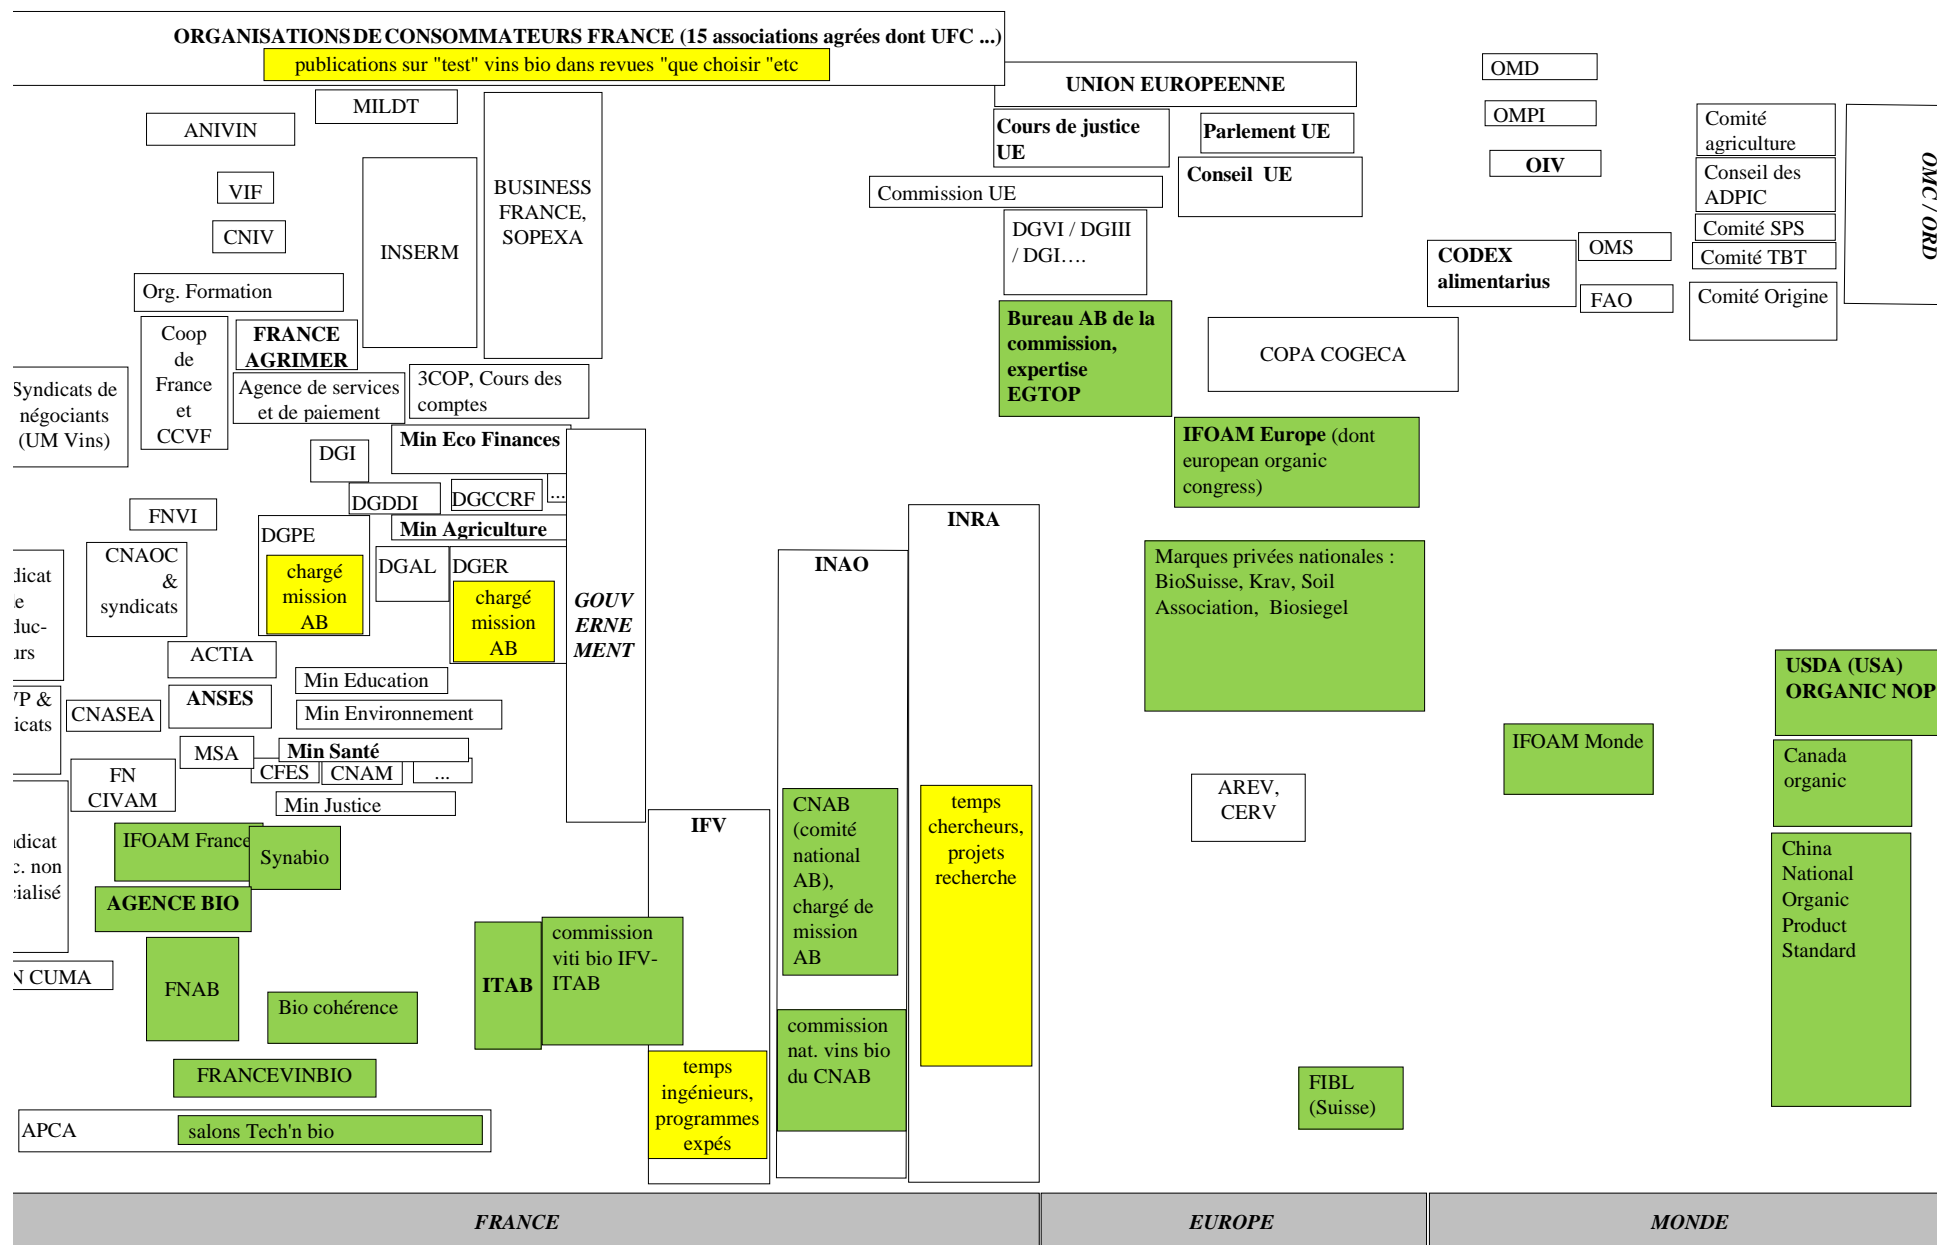 ORGANISATIONS DE CONSOMMATEURS FRANCE (15 associations agrées dont UFC ...)
publications sur "test" vins bio dans revues "que choisir "etc
MILDT
ANIVIN
VIF
CNIV
Org. Formation
INSERM
BUSINESS
FRANCE,
SOPEXA
Coop
de
France
et
CCVF
FRANCE
AGRIMER
Agence de services
et de paiement
3COP, Cours des
comptes
Syndicats de
négociants
(UM Vins)
Min Eco Finances
DGI
DGDDI
DGCCRF
...
FNVI
Min Agriculture
DGPE
chargé
mission
AB
DGAL
DGER
chargé
mission
AB
GOUV
ERNE
MENT
CNAOC
&
syndicats
dicat
e
duc-
urs
ACTIA
Min Education
ANSES
Min Environnement
CNASEA
'P &
icats
MSA
Min Santé
CFES
CNAM
...
FN
CIVAM
Min Justice
IFOAM France
Synabio
dicat
c. non
cialisé
AGENCE BIO
N CUMA
FNAB
Bio cohérence
FRANCEVINBIO
APCA
salons Tech'n bio
ITAB
commission
viti bio IFV-
ITAB
IFV
temps
ingénieurs,
programmes
expés
INAO
CNAB
(comité
national
AB),
chargé de
mission
AB
commission
nat. vins bio
du CNAB
INRA
temps
chercheurs,
projets
recherche
UNION EUROPEENNE
Cours de justice
UE
Parlement UE
Commission UE
Conseil  UE
DGVI / DGIII
/ DGI….
Bureau AB de la
commission,
expertise
EGTOP
COPA COGECA
IFOAM Europe (dont
european organic
congress)
Marques privées nationales :
BioSuisse, Krav, Soil
Association,  Biosiegel
AREV,
CERV
FIBL
(Suisse)
OMD
OMPI
OIV
CODEX
alimentarius
OMS
FAO
Comité
agriculture
Conseil des
ADPIC
Comité SPS
Comité TBT
Comité Origine
OMC / ORD
USDA (USA)
ORGANIC NOP
IFOAM Monde
Canada
organic
China
National
Organic
Product
Standard
FRANCE
EUROPE
MONDE